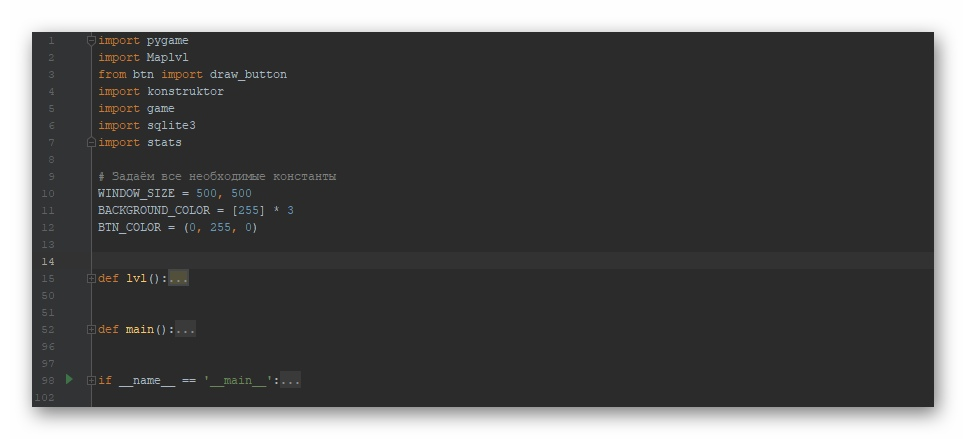 1 import pygame
2 import Maplvl
3 from btn import draw_button
4 import konstruktor
5 import game
6 import sqlite3
7 import stats
8
9 # Задаём все необходимые константы
10 WINDOW_SIZE = 500, 500
11 BACKGROUND_COLOR = [255] * 3
12 BTN_COLOR = (0, 255, 0)
13
14
15 def lvl():...
50
51
52 def main():...
96
97
98 if __name__ == '__main__':...
102